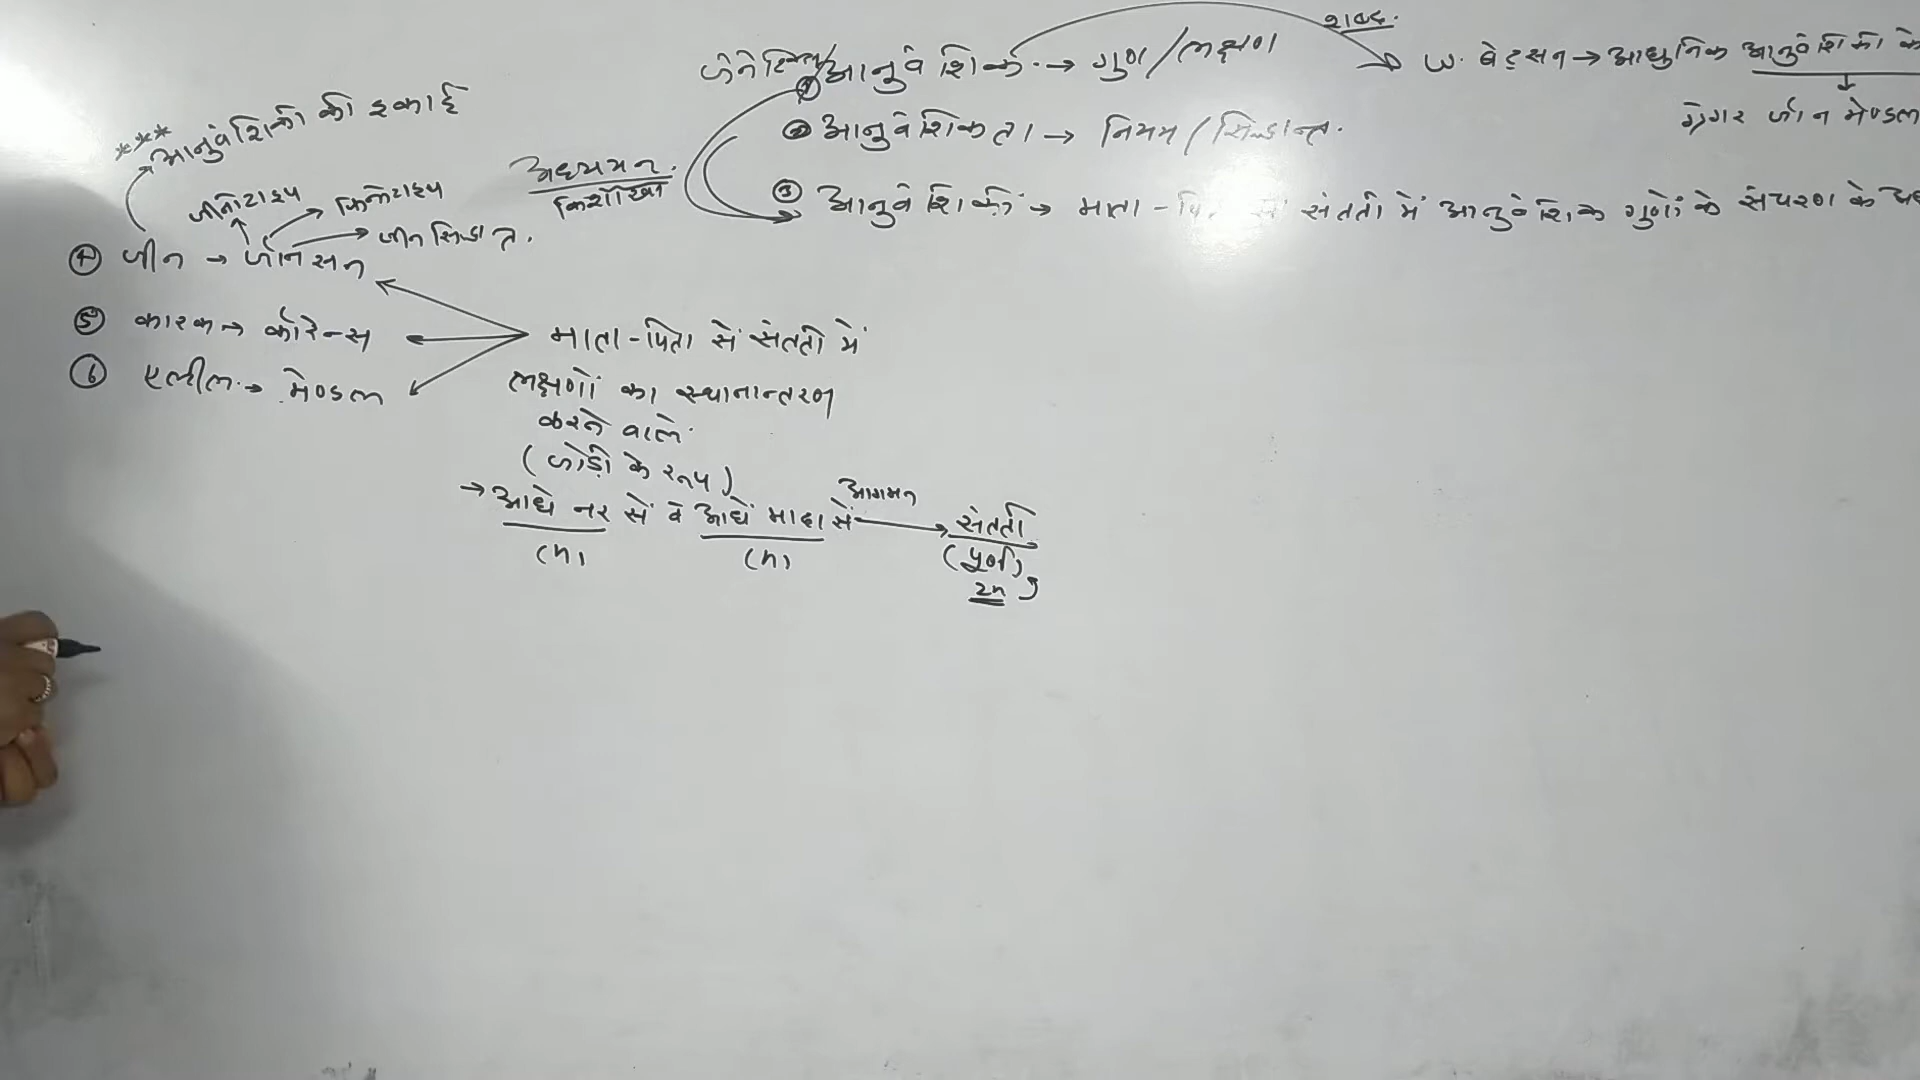 शब्द.
जेनेटिक्स/आनुवंशिक → गुण/लक्षण
W. बेट्सन → आधुनिक आनुवंशिकी के
ग्रेगर जॉन मेण्डल
② आनुवंशिकता → नियम/सिद्धान्त.
③ आनुवंशिकी → माता - पि सें संतती में आनुवंशिक गुणों के संचरण के
अध्ययन.
*** आनुवंशिकी की इकाई
जीनोटाइप
फिनोटाइप
जीन सिद्धान्त.
④ जीन → जॉनसन
⑤ कारक → कॉरेन्स
⑥ एलील → मेण्डल
माता-पिता सें संतती में
लक्षणों का स्थानान्तरण
करने वाले
(जोड़ी के रूप)
→ आधे नर सें व आधें मादा सें
आगमन
संतती
(n)
(n)
(पूर्ण)
2n